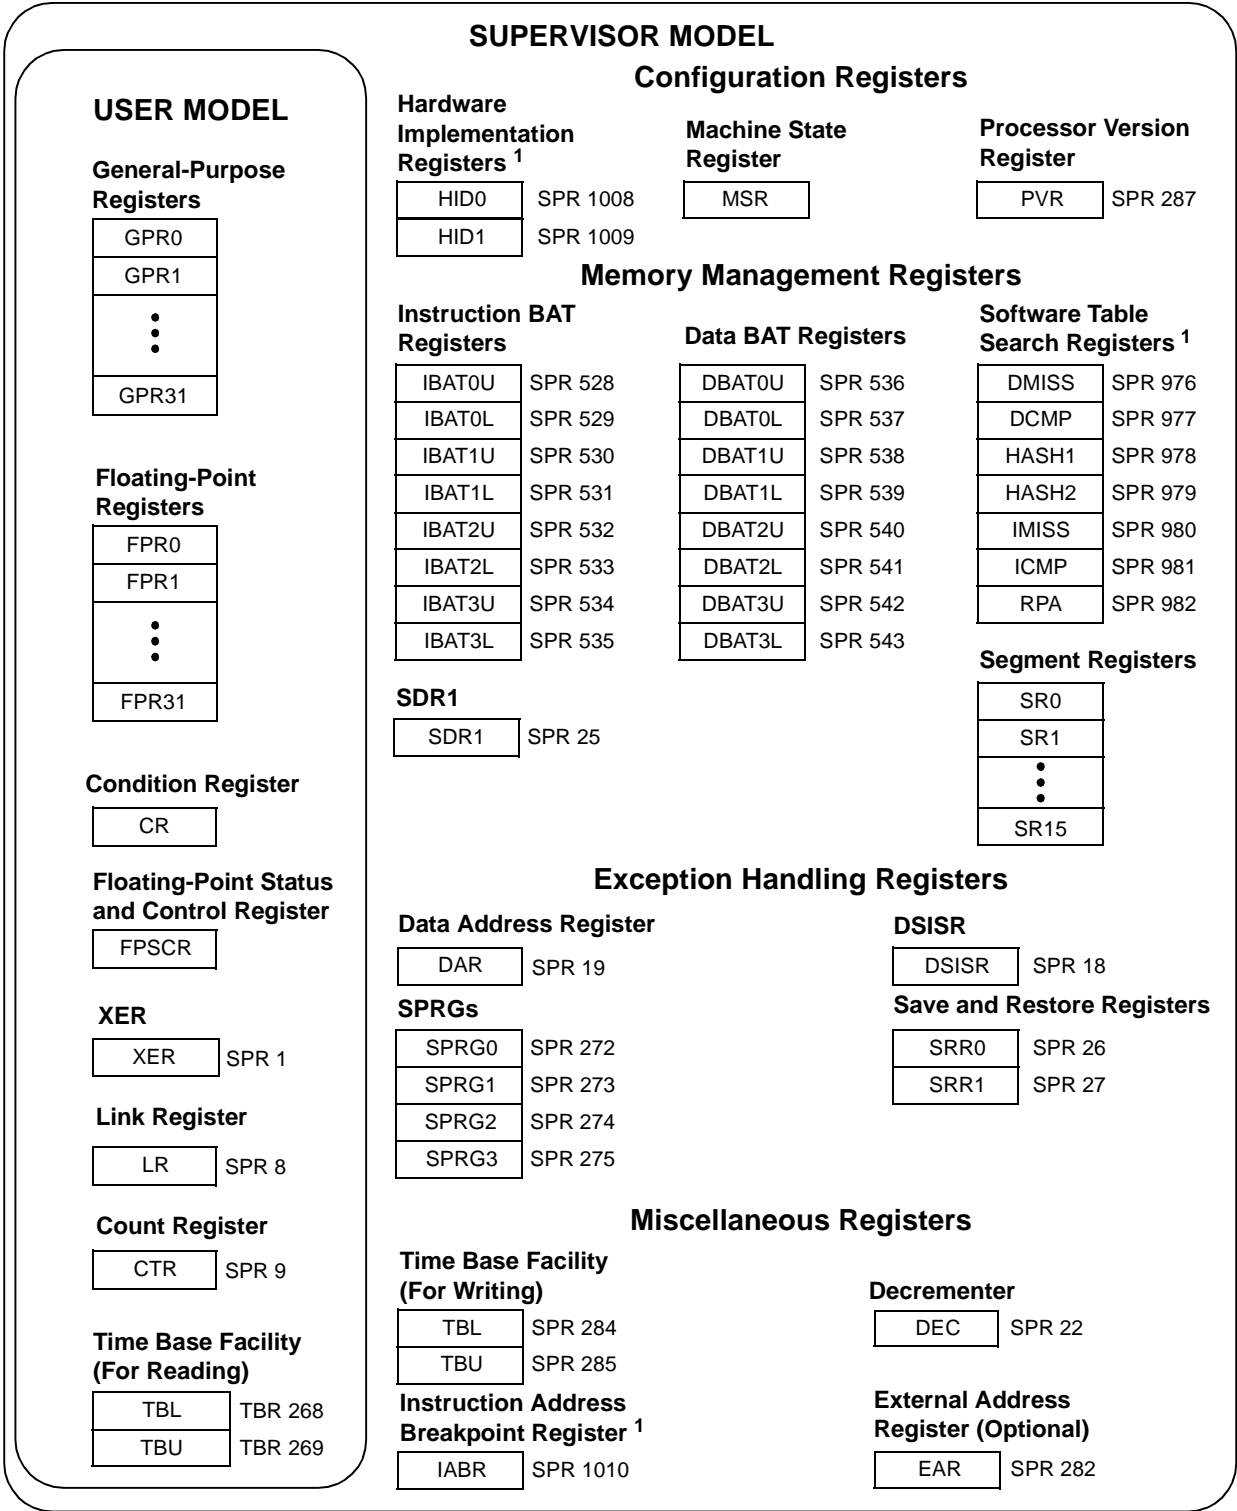 SUPERVISOR MODEL
USER MODEL
General-Purpose
Registers
GPR0
GPR1
GPR31
Floating-Point
Registers
FPR0
FPR1
FPR31
Condition Register
CR
Floating-Point Status
and Control Register
FPSCR
XER
XER SPR 1
Link Register
LR SPR 8
Count Register
CTR SPR 9
Time Base Facility
(For Reading)
TBL TBR 268
TBU TBR 269
Configuration Registers
Hardware
Implementation
Registers 1
HID0 SPR 1008
HID1 SPR 1009
Machine State
Register
MSR
Processor Version
Register
PVR SPR 287
Memory Management Registers
Instruction BAT
Registers
IBAT0U SPR 528
IBAT0L SPR 529
IBAT1U SPR 530
IBAT1L SPR 531
IBAT2U SPR 532
IBAT2L SPR 533
IBAT3U SPR 534
IBAT3L SPR 535
Data BAT Registers
DBAT0U SPR 536
DBAT0L SPR 537
DBAT1U SPR 538
DBAT1L SPR 539
DBAT2U SPR 540
DBAT2L SPR 541
DBAT3U SPR 542
DBAT3L SPR 543
Software Table
Search Registers 1
DMISS SPR 976
DCMP SPR 977
HASH1 SPR 978
HASH2 SPR 979
IMISS SPR 980
ICMP SPR 981
RPA SPR 982
SDR1
SDR1 SPR 25
Segment Registers
SR0
SR1
SR15
Exception Handling Registers
Data Address Register
DAR SPR 19
DSISR
DSISR SPR 18
SPRGs
SPRG0 SPR 272
SPRG1 SPR 273
SPRG2 SPR 274
SPRG3 SPR 275
Save and Restore Registers
SRR0 SPR 26
SRR1 SPR 27
Miscellaneous Registers
Time Base Facility
(For Writing)
TBL SPR 284
TBU SPR 285
Decrementer
DEC SPR 22
Instruction Address
Breakpoint Register 1
IABR SPR 1010
External Address
Register (Optional)
EAR SPR 282